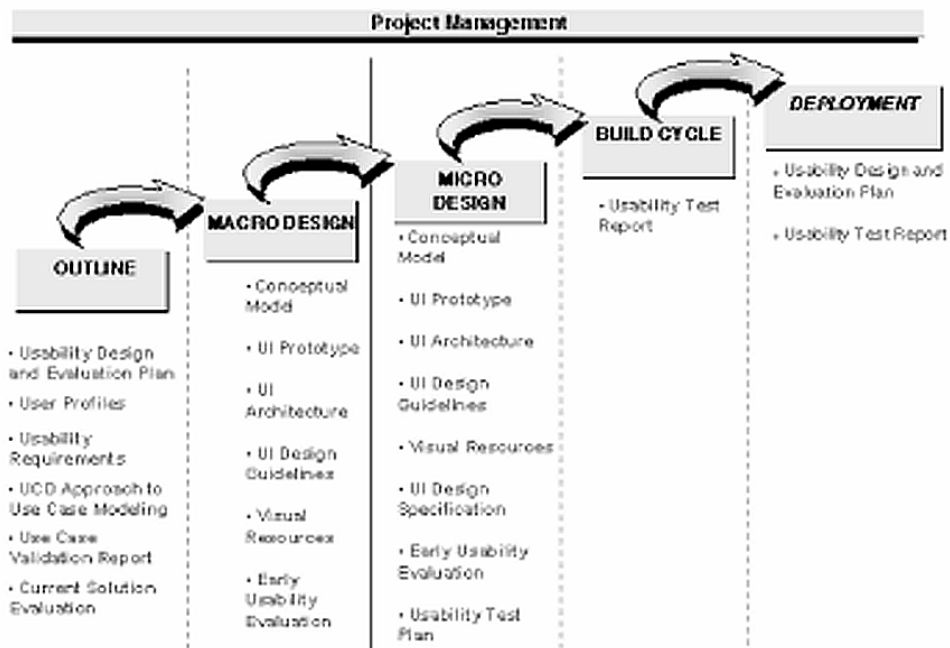 Project Management
OUTLINE
• Usability Design
and Evaluation Plan
• User Profiles
• Usability
Requirements
• UCD Approach to
Use Case Modeling
• Use Case
Validation Report
• Current Solution
Evaluation
MACRO DESIGN
• Conceptual
Model
• UI Prototype
• UI
Architecture
• UI Design
Guidelines
• Visual
Resources
• Early
Usability
Evaluation
MICRO
DESIGN
• Conceptual
Model
• UI Prototype
• UI Architecture
• UI Design
Guidelines
• Visual Resources
• UI Design
Specification
• Early Usability
Evaluation
• Usability Test
Plan
BUILD CYCLE
• Usability Test
Report
DEPLOYMENT
• Usability Design and
Evaluation Plan
• Usability Test Report